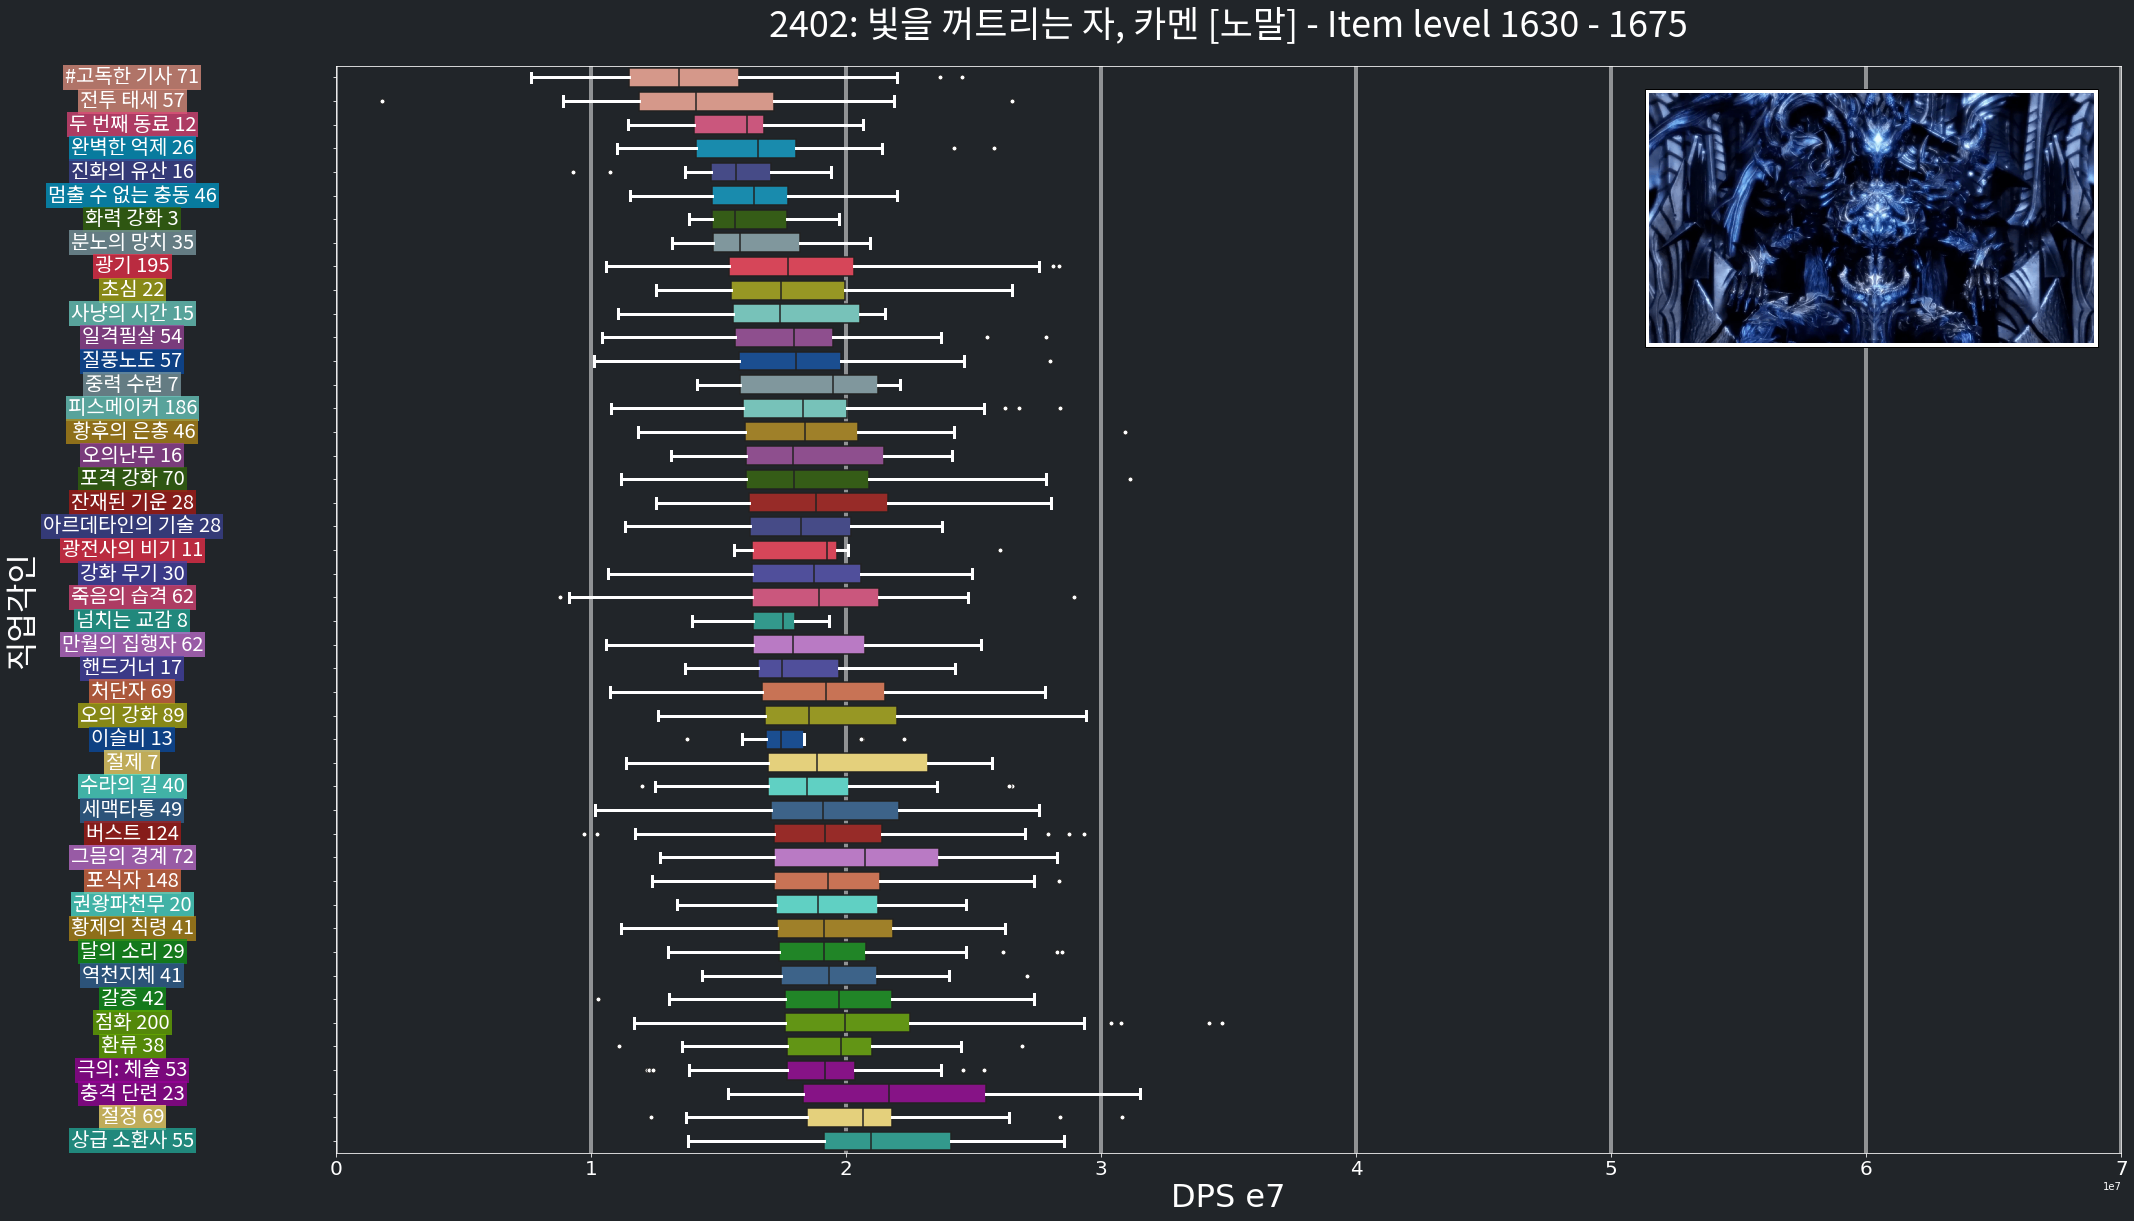 2402: 빛을 꺼트리는 자, 카멘 [노말] - Item level 1630 - 1675
직업각인
#고독한 기사 71
전투 태세 57
두 번째 동료 12
완벽한 억제 26
진화의 유산 16
멈출 수 없는 충동 46
화력 강화 3
분노의 망치 35
광기 195
초심 22
사냥의 시간 15
일격필살 54
질풍노도 57
중력 수련 7
피스메이커 186
황후의 은총 46
오의난무 16
포격 강화 70
잔재된 기운 28
아르데타인의 기술 28
광전사의 비기 11
강화 무기 30
죽음의 습격 62
넘치는 교감 8
만월의 집행자 62
핸드거너 17
처단자 69
오의 강화 89
이슬비 13
절제 7
수라의 길 40
세맥타통 49
버스트 124
그믐의 경계 72
포식자 148
권왕파천무 20
황제의 칙령 41
달의 소리 29
역천지체 41
갈증 42
점화 200
환류 38
극의: 체술 53
충격 단련 23
절정 69
상급 소환사 55
0 1 2 3 4 5 6 7
1e7
DPS e7